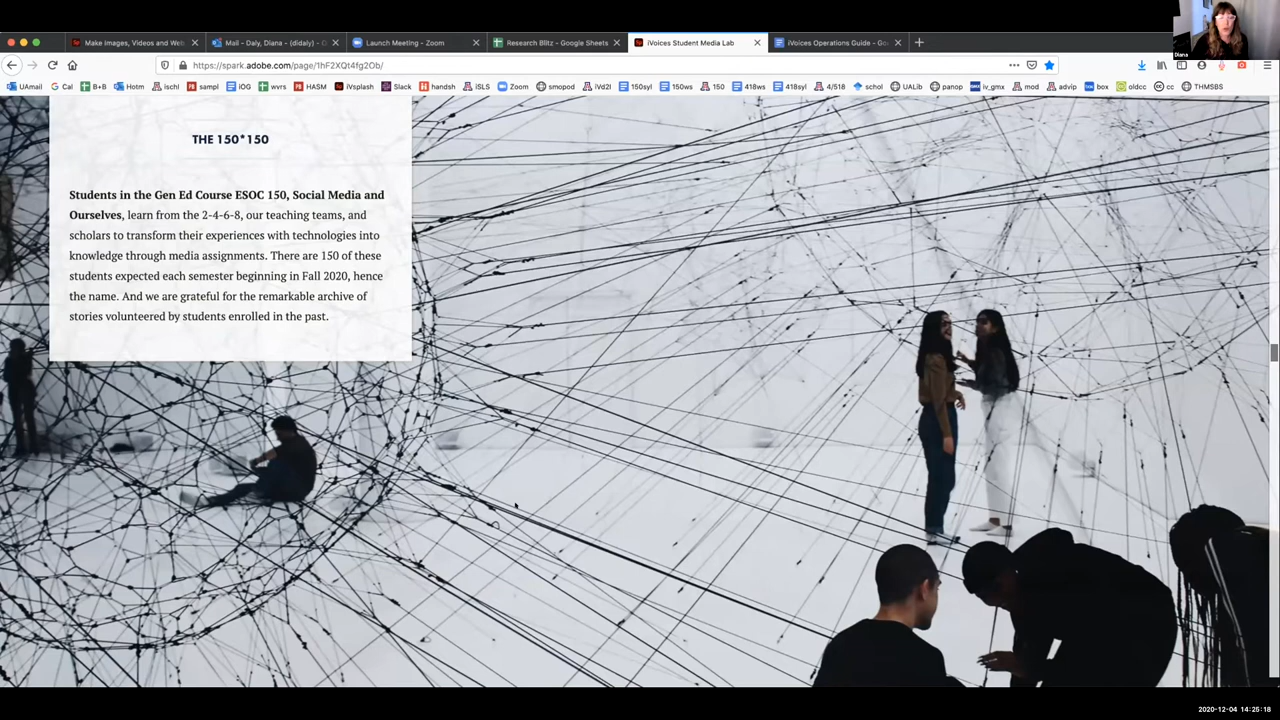 Make images, Videos and Web
Mail - Daly, Diana - (didaly) - O
Launch Meeting - Zoom
Research Blitz - Google Sheets
iVoices Student Media Lab
iVoices Operations Guide - Go
https://spark.adobe.com/page/1hF2XQt4fg2Ob/
UAmail Cal B+B Hotm ischl sampl IOG wvrs HASM iVsplash Slack handsh iSLS Zoom smopod iVd2l 150syl 150ws 150 418ws 418syl 4/518 schol UALib panop iv_gmx mod advip box oldcc cc THMSBS
Diana
THE 150*150
Students in the Gen Ed Course ESOC 150, Social Media and
Ourselves, learn from the 2-4-6-8, our teaching teams, and
scholars to transform their experiences with technologies into
knowledge through media assignments. There are 150 of these
students expected each semester beginning in Fall 2020, hence
the name. And we are grateful for the remarkable archive of
stories volunteered by students enrolled in the past.
2020-12-04 14:25:18